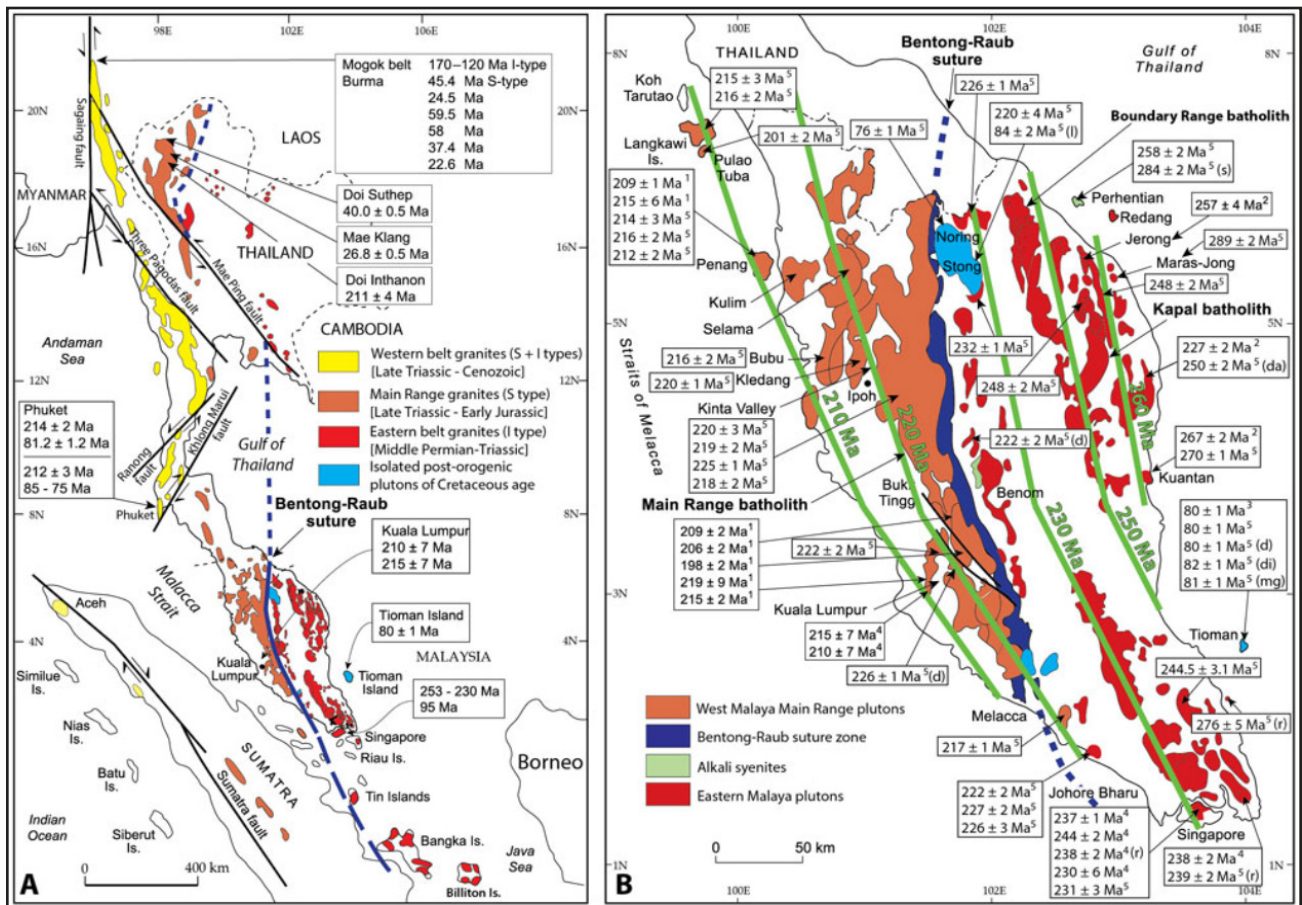 98E
102E
106E
Mogok belt 170–120 Ma I-type
Burma 45.4 Ma S-type
24.5 Ma
59.5 Ma
58 Ma
37.4 Ma
22.6 Ma
20N
Sagaing fault
LAOS
MYANMAR
Doi Suthep
40.0 ± 0.5 Ma
Mae Klang
26.8 ± 0.5 Ma
Doi Inthanon
211 ± 4 Ma
16N
THAILAND
Three Pagodas fault
Mae Ping fault
CAMBODIA
Western belt granites (S + I types)
[Late Triassic - Cenozoic]
Main Range granites (S type)
[Late Triassic - Early Jurassic]
Eastern belt granites (I type)
[Middle Permian-Triassic]
Isolated post-orogenic
plutons of Cretaceous age
Andaman
Sea
12N
Phuket
214 ± 2 Ma
81.2 ± 1.2 Ma
212 ± 3 Ma
85 - 75 Ma
Ranong
fault
Khlong Marui
fault
Gulf of
Thailand
8N
Phuket
Bentong-Raub
suture
Kuala Lumpur
210 ± 7 Ma
215 ± 7 Ma
Malacca
Strait
Aceh
Tioman Island
80 ± 1 Ma
4N
Kuala
Lumpur
MALAYSIA
Tioman
Island
Similue
Is.
253 - 230 Ma
95 Ma
Nias
Is.
Singapore
Riau Is.
Borneo
SUMATRA
Batu
Is.
Sumatra fault
Tin Islands
Indian
Ocean
Siberut
Is.
Bangka Is.
Java
Sea
0
400 km
Billiton Is.
A
100E
102E
104E
8N
THAILAND
Bentong-Raub
suture
Gulf of
Thailand
Koh
Tarutao
215 ± 3 Ma⁵
216 ± 2 Ma⁵
226 ± 1 Ma⁵
220 ± 4 Ma⁵
84 ± 2 Ma⁵ (l)
Boundary Range batholith
201 ± 2 Ma⁵
76 ± 1 Ma⁵
Langkawi
Is.
Pulao
Tuba
258 ± 2 Ma⁵
284 ± 2 Ma⁵ (s)
209 ± 1 Ma¹
215 ± 6 Ma¹
214 ± 3 Ma⁵
216 ± 2 Ma⁵
212 ± 2 Ma⁵
Perhentian
Redang
257 ± 4 Ma²
Noring
Jerong
289 ± 2 Ma⁵
Penang
Stong
Maras-Jong
Kulim
248 ± 2 Ma⁵
Selama
Kapal batholith
5N
Straits of Melacca
232 ± 1 Ma⁵
216 ± 2 Ma⁵
Bubu
227 ± 2 Ma²
250 ± 2 Ma⁵ (da)
220 ± 1 Ma⁵
Kledang
248 ± 2 Ma⁵
Ipoh
210 Ma
220 Ma
260 Ma
Kinta Valley
220 ± 3 Ma⁵
219 ± 2 Ma⁵
225 ± 1 Ma⁵
218 ± 2 Ma⁵
222 ± 2 Ma⁵ (d)
267 ± 2 Ma²
270 ± 1 Ma⁵
Kuantan
Benom
Buk.
Tingg
Main Range batholith
230 Ma
250 Ma
209 ± 2 Ma¹
206 ± 2 Ma¹
198 ± 2 Ma¹
219 ± 9 Ma¹
215 ± 2 Ma¹
222 ± 2 Ma⁵
80 ± 1 Ma³
80 ± 1 Ma⁵
80 ± 1 Ma⁵ (d)
82 ± 1 Ma⁵ (di)
81 ± 1 Ma⁵ (mg)
3N
Kuala Lumpur
215 ± 7 Ma⁴
210 ± 7 Ma⁴
Tioman
226 ± 1 Ma⁵(d)
244.5 ± 3.1 Ma⁵
West Malaya Main Range plutons
Bentong-Raub suture zone
Alkali syenites
Eastern Malaya plutons
Melacca
276 ± 5 Ma⁵ (r)
217 ± 1 Ma⁵
222 ± 2 Ma⁵
227 ± 2 Ma⁵
226 ± 3 Ma⁵
Johore Bharu
237 ± 1 Ma⁴
244 ± 2 Ma⁴
238 ± 2 Ma⁴ (r)
230 ± 6 Ma⁴
231 ± 3 Ma⁵
Singapore
238 ± 2 Ma⁴
239 ± 2 Ma⁵ (r)
0
50 km
1N
B
100E
102E
104E